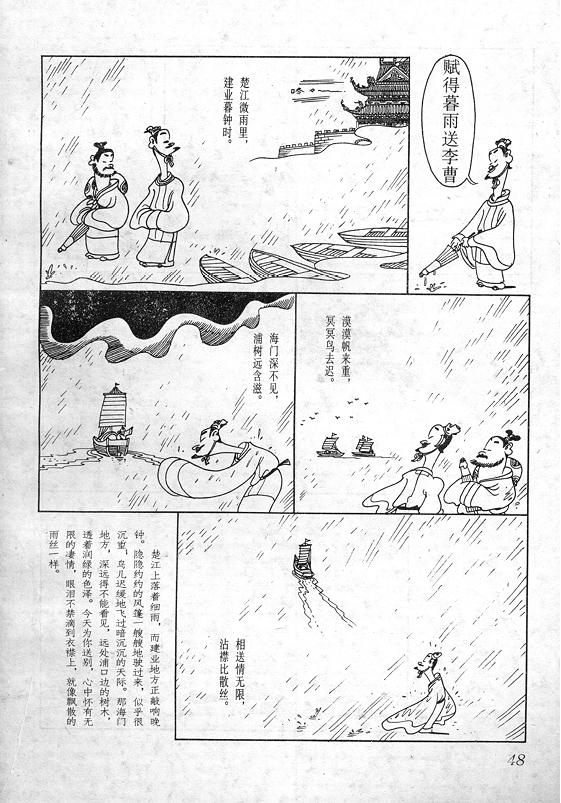 赋得暮雨送李曹
楚江微雨里，
建业暮钟时。
漠漠帆来重，
冥冥鸟去迟。
海门深不见，
浦树远含滋。
相送情无限，
沾襟比散丝。
楚江上落着细雨，而建业地方正敲响晚
钟。隐隐约约的风篷一艘艘地驶过来，似乎很
沉重，鸟儿迟缓地飞过暗沉沉的天际。那海门
地方，深远得不能看见，远处浦口边的树木，
透着润绿的色泽。今天为你送别，心中怀有无
限的凄情，眼泪不禁滴到衣襟上，就像飘散的
雨丝一样。
48